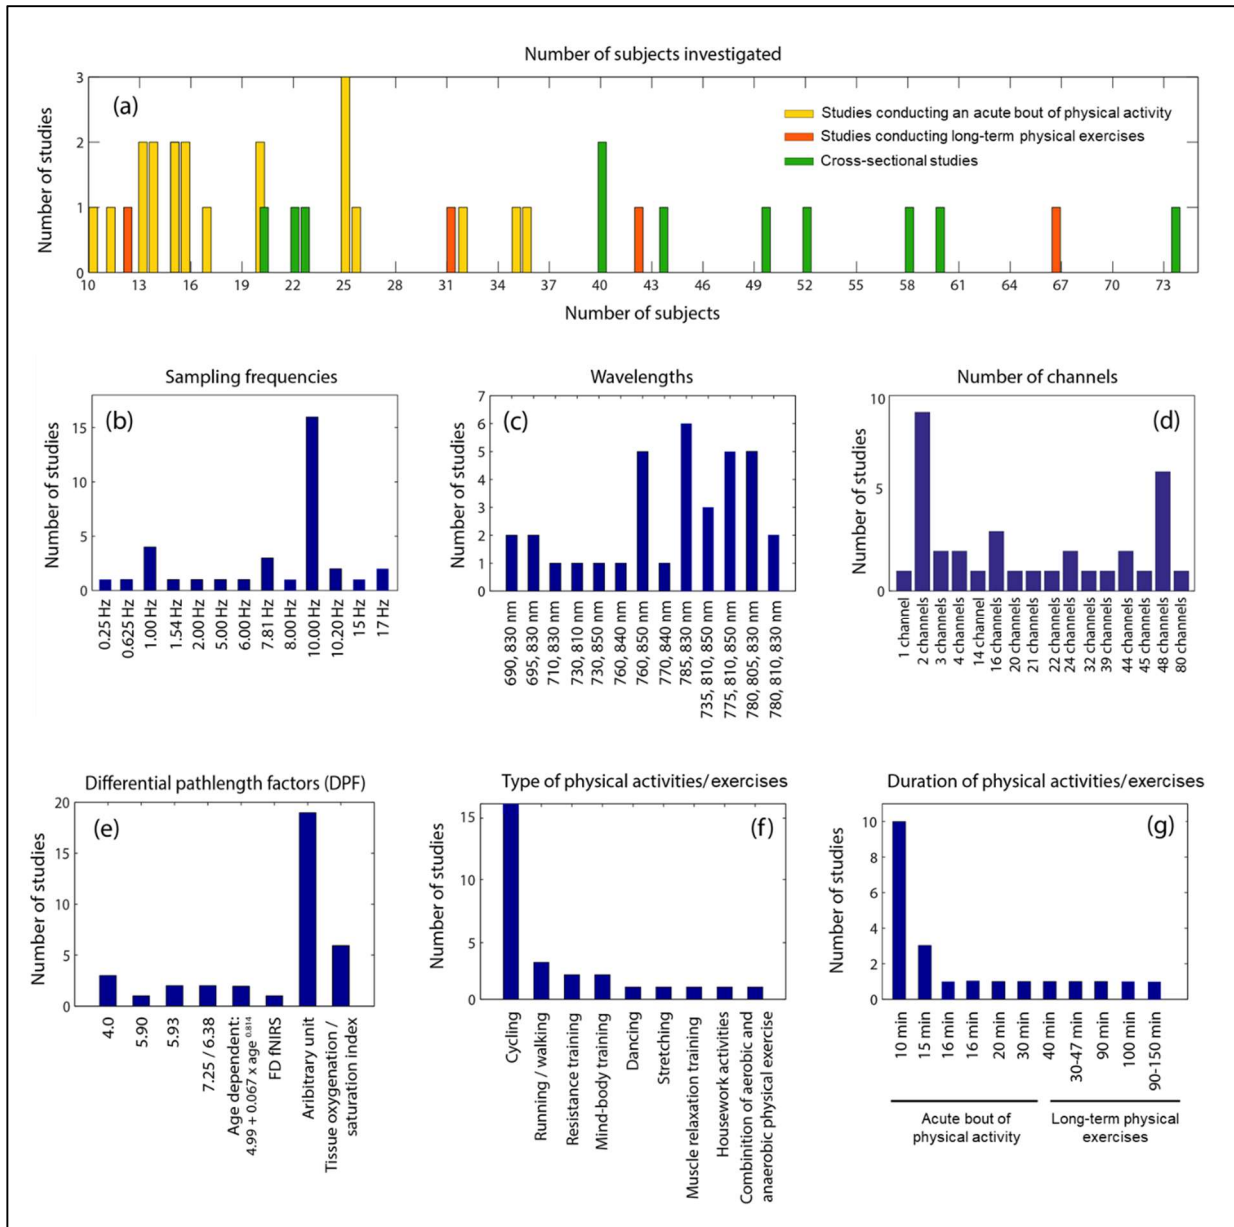 Number of subjects investigated
3
2
1
0
Number of studies
(a)
Studies conducting an acute bout of physical activity
Studies conducting long-term physical exercises
Cross-sectional studies
10 13 16 19 22 25 28 31 34 37 40 43 46 49 52 55 58 61 64 67 70 73
Number of subjects
Sampling frequencies
(b)
Number of studies
15
10
5
0
0.25 Hz
0.625 Hz
1.00 Hz
1.54 Hz
2.00 Hz
5.00 Hz
6.00 Hz
7.81 Hz
8.00 Hz
10.00 Hz
10.20 Hz
15 Hz
17 Hz
Wavelengths
(c)
Number of studies
7
6
5
4
3
2
1
0
690, 830 nm
695, 830 nm
710, 830 nm
730, 810 nm
730, 850 nm
760, 840 nm
760, 850 nm
770, 840 nm
785, 830 nm
735, 810, 850 nm
775, 810, 850 nm
780, 805, 830 nm
780, 810, 830 nm
Number of channels
(d)
Number of studies
10
5
0
1 channel
2 channels
3 channels
4 channels
14 channel
16 channels
20 channels
21 channels
22 channels
24 channels
32 channels
39 channels
44 channels
45 channels
48 channels
80 channels
Differential pathlength factors (DPF)
(e)
Number of studies
20
15
10
5
0
4.0
5.90
5.93
7.25 / 6.38
Age dependent:
4.99 + 0.067 x age 0.814
FD fNIRS
Aribitrary unit
Tissue oxygenation /
saturation index
Type of physical activities/exercises
(f)
Number of studies
15
10
5
0
Cycling
Running / walking
Resistance training
Mind-body training
Dancing
Stretching
Muscle relaxation training
Housework activities
Combinition of aerobic and
anaerobic physical exercise
Duration of physical activities/exercises
(g)
Number of studies
10
8
6
4
2
0
10 min
15 min
16 min
16 min
20 min
30 min
40 min
30-47 min
90 min
100 min
90-150 min
Acute bout of
physical activity
Long-term physical
exercises